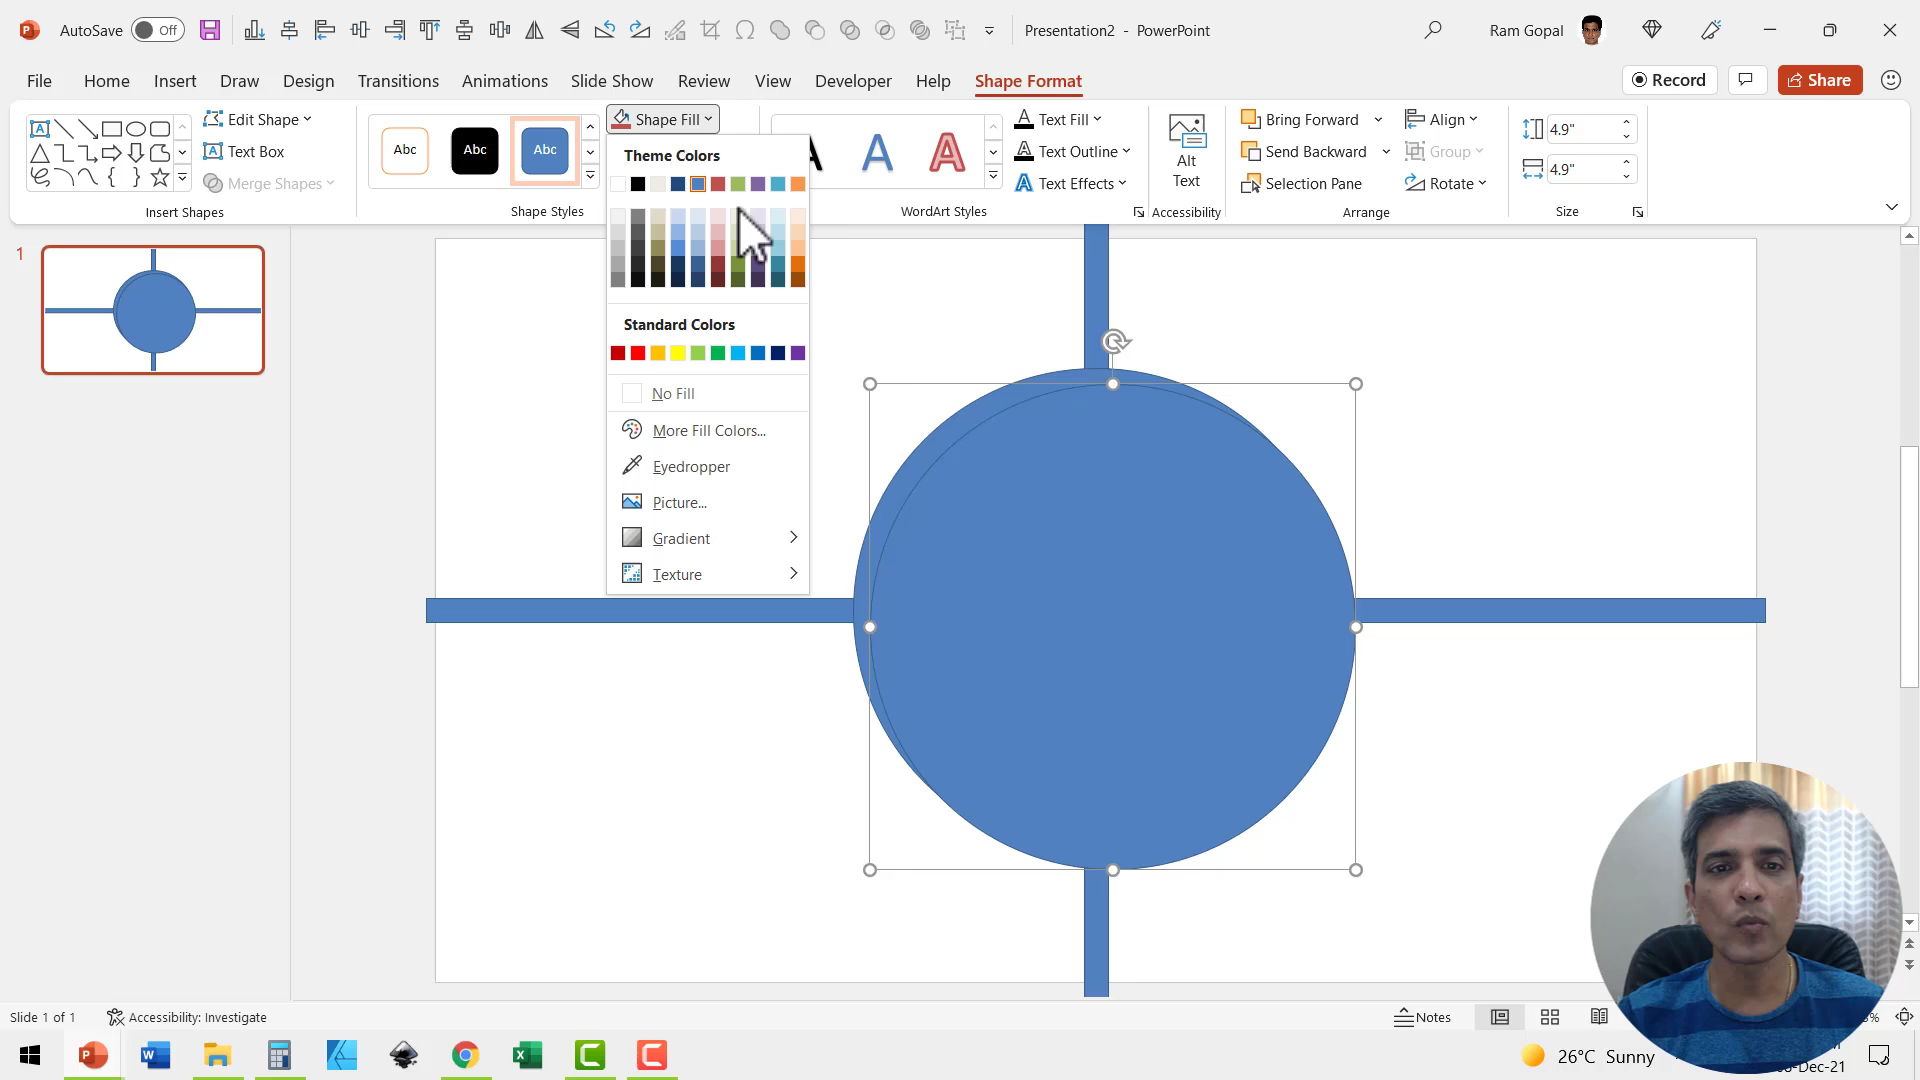 AutoSave Off Presentation2 - PowerPoint Ram Gopal
File Home Insert Draw Design Transitions Animations Slide Show Review View Developer Help Shape Format Record Share
Edit Shape
Text Box
Merge Shapes
Insert Shapes
Abc Abc Abc
Shape Styles
Shape Fill
Theme Colors
Standard Colors
No Fill
More Fill Colors...
Eyedropper
Picture...
Gradient
Texture
WordArt Styles
Text Fill
Text Outline
Text Effects
Alt
Text
Accessibility
Bring Forward
Send Backward
Selection Pane
Align
Group
Rotate
Arrange
4.9"
4.9"
Size
1
Slide 1 of 1 Accessibility: Investigate Notes
26°C Sunny
-Dec-21